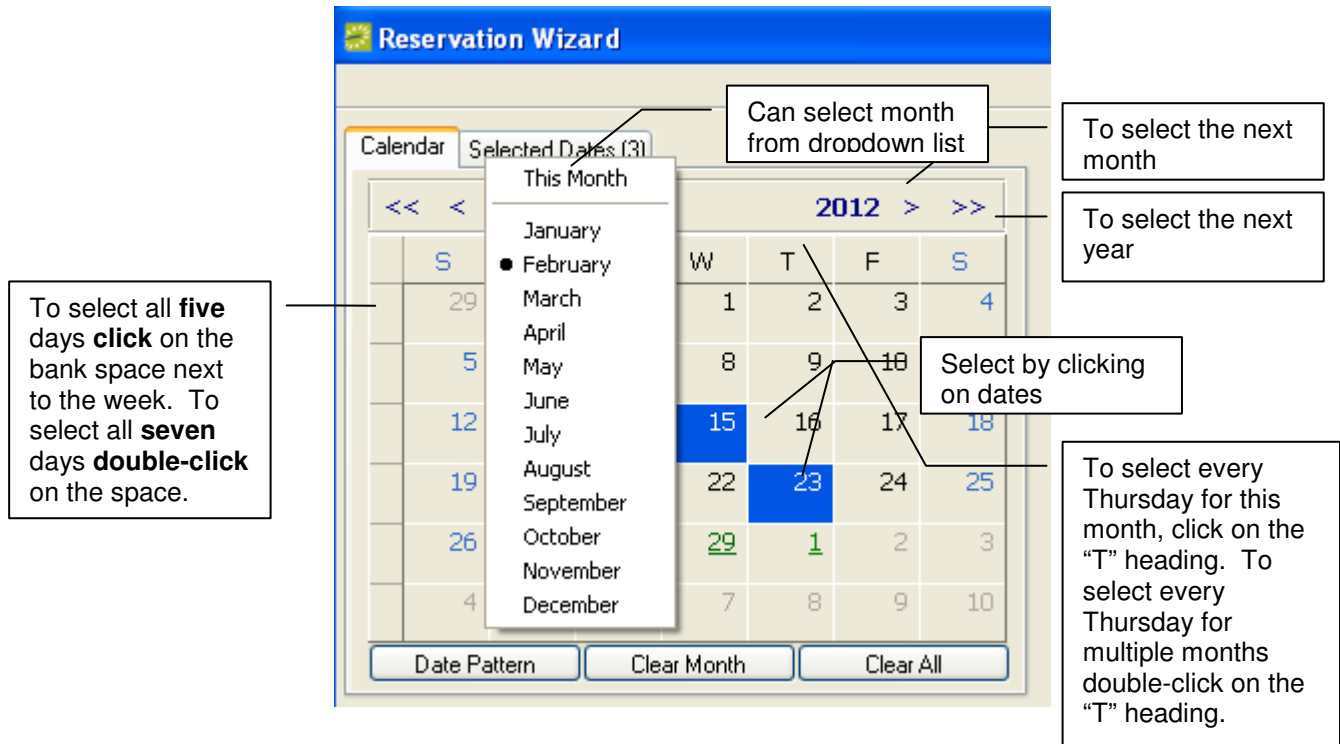 Reservation Wizard
Can select month
from dropdown list
To select the next
month
To select the next
year
Calendar Selected Dates (3)
<< < 2012 > >>
This Month
January
February
March
April
May
June
July
August
September
October
November
December
S W T F S
29 1 2 3 4
5 8 9 10
12 15 16 17 18
19 22 23 24 25
26 29 1 2 3
4 7 8 9 10
Date Pattern Clear Month Clear All
To select all five
days click on the
bank space next
to the week. To
select all seven
days double-click
on the space.
Select by clicking
on dates
To select every
Thursday for this
month, click on the
“T” heading. To
select every
Thursday for
multiple months
double-click on the
“T” heading.